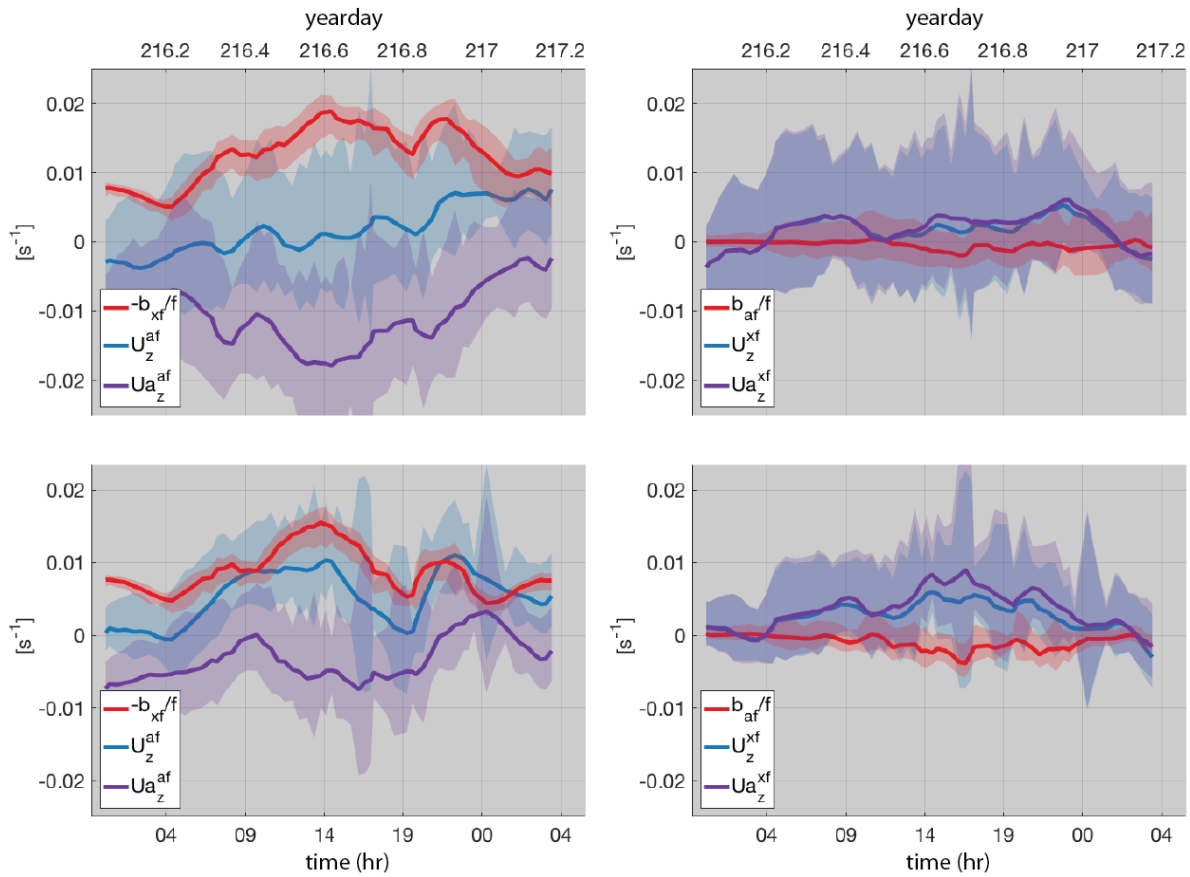 yearday
yearday
216.2 216.4 216.6 216.8 217 217.2
216.2 216.4 216.6 216.8 217 217.2
0.02
0.01
0
-0.01
-0.02
[s⁻¹]
-b_xf/f
U_z^af
Ua_z^af
0.02
0.01
0
-0.01
-0.02
[s⁻¹]
b_af/f
U_z^xf
Ua_z^xf
0.02
0.01
0
-0.01
-0.02
[s⁻¹]
-b_xf/f
U_z^af
Ua_z^af
04 09 14 19 00 04
time (hr)
0.02
0.01
0
-0.01
-0.02
[s⁻¹]
b_af/f
U_z^xf
Ua_z^xf
04 09 14 19 00 04
time (hr)